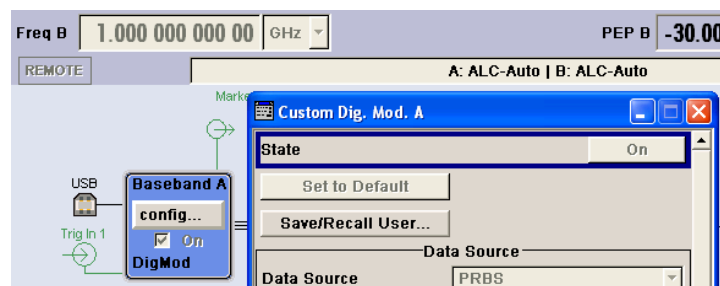 Freq B 1.000 000 000 00 GHz PEP B -30.00
REMOTE A: ALC-Auto | B: ALC-Auto
Marke
Custom Dig. Mod. A
State On
USB Baseband A Set to Default
config... Save/Recall User...
Trig In 1 On
Data Source
DigMod
Data Source PRBS